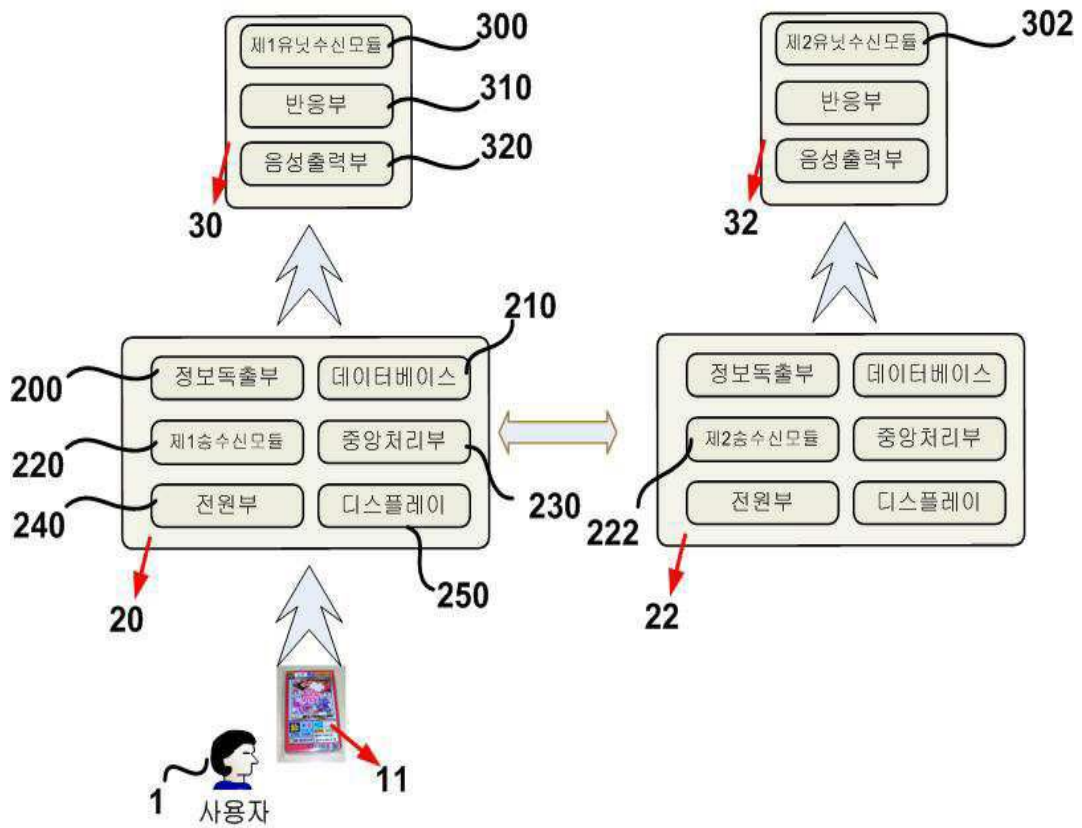 제1유닛수신모듈
300
제2유닛수신모듈
302
반응부
310
반응부
음성출력부
320
음성출력부
30
32
210
200
정보독출부
데이터베이스
정보독출부
데이터베이스
220
제1송수신모듈
중앙처리부
제2송수신모듈
중앙처리부
240
전원부
디스플레이
230
222
전원부
디스플레이
20
250
22
11
1
사용자